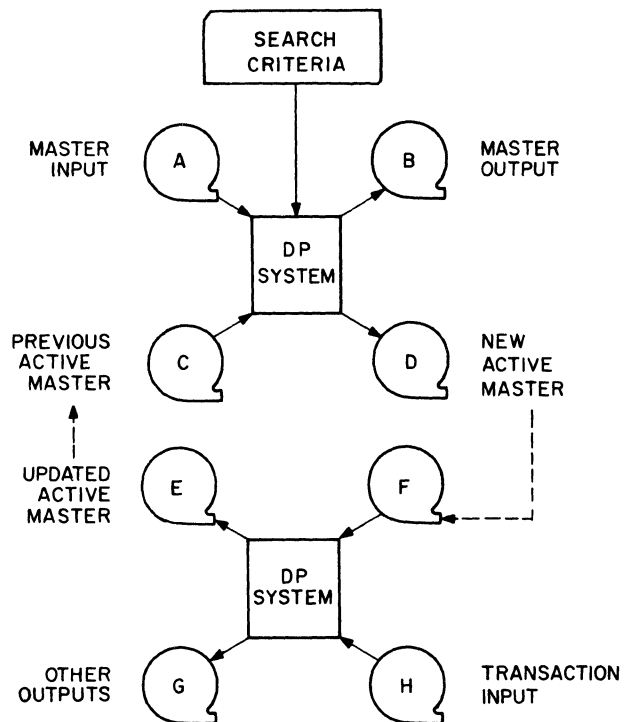 SEARCH
CRITERIA
MASTER
INPUT
A
B
MASTER
OUTPUT
DP
SYSTEM
PREVIOUS
ACTIVE
MASTER
C
D
NEW
ACTIVE
MASTER
UPDATED
ACTIVE
MASTER
E
F
DP
SYSTEM
OTHER
OUTPUTS
G
H
TRANSACTION
INPUT